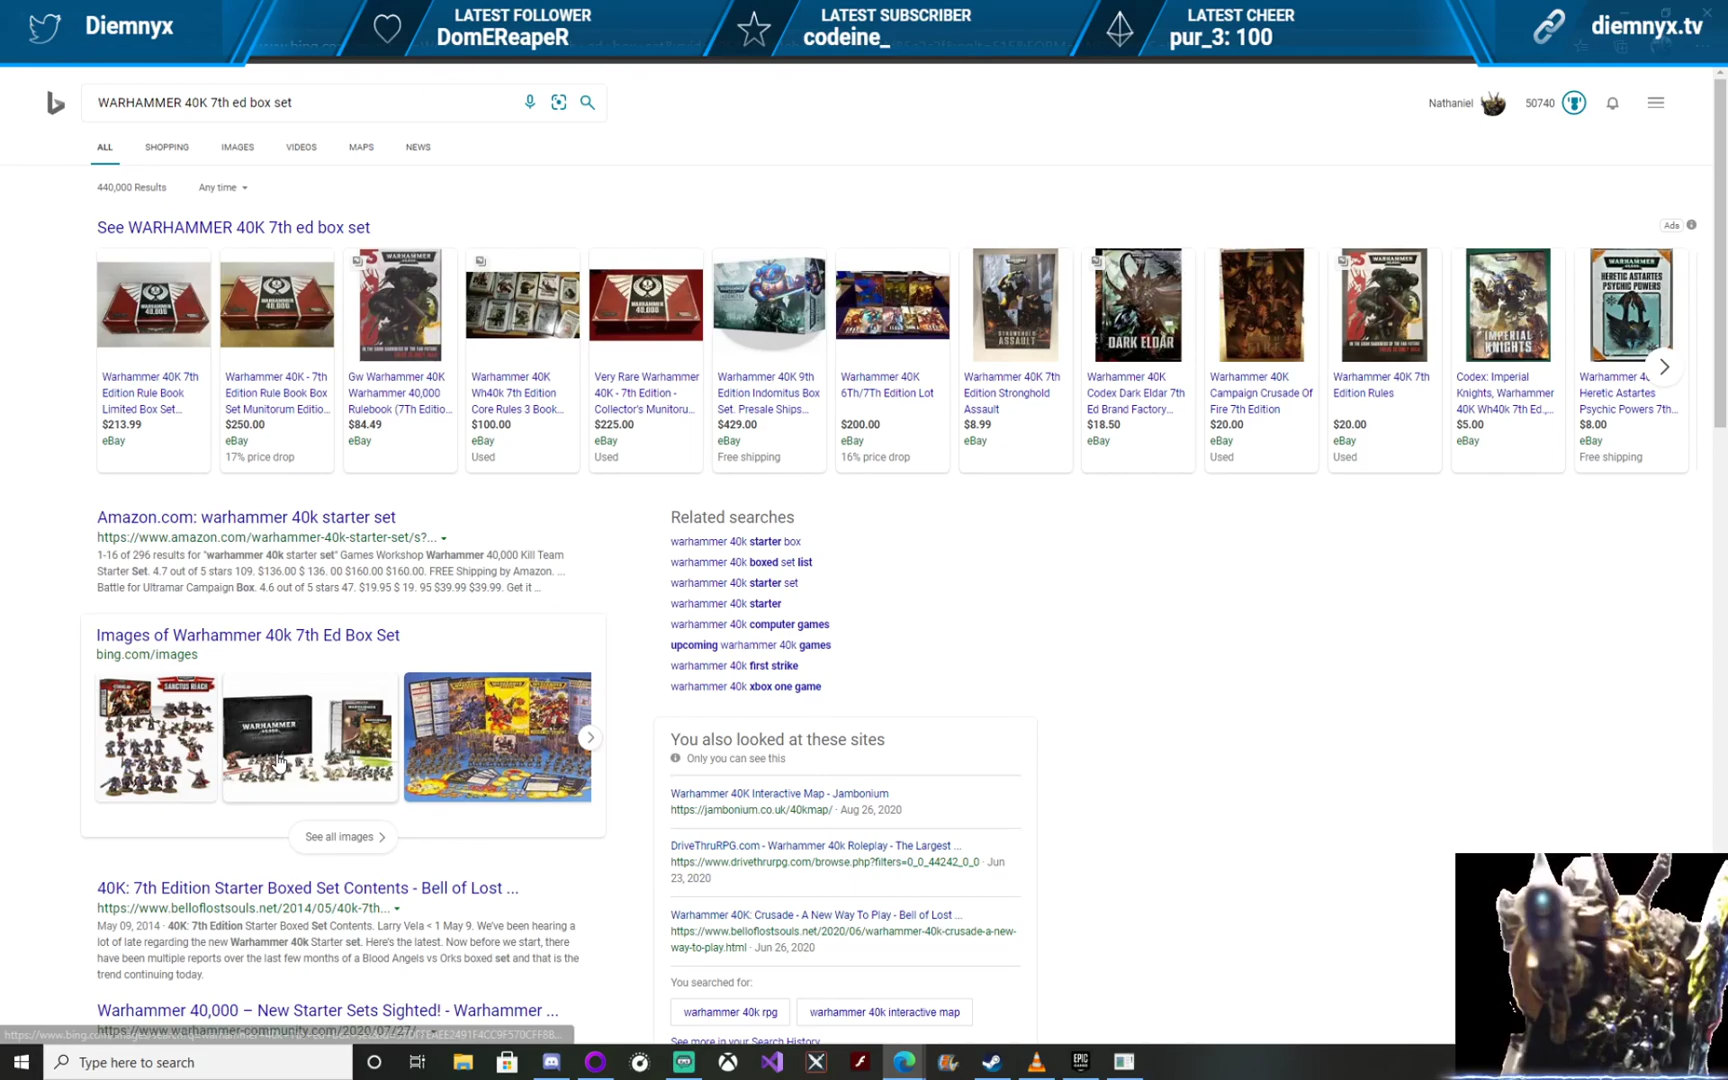 Diemnyx
LATEST FOLLOWER
DomEReapeR
LATEST SUBSCRIBER
codeine_
LATEST CHEER
pur_3: 100
diemnyx.tv
WARHAMMER 40K 7th ed box set
Nathaniel
50740
ALL
SHOPPING
IMAGES
VIDEOS
MAPS
NEWS
440,000 Results
Any time
See WARHAMMER 40K 7th ed box set
Ads
Warhammer 40K 7th
Edition Rule Book
Limited Box Set...
$213.99
eBay
Warhammer 40K - 7th
Edition Rule Book Box
Set Munitorum Editio...
$250.00
eBay
17% price drop
Gw Warhammer 40K
Warhammer 40,000
Rulebook (7Th Editio...
$84.49
eBay
Warhammer 40K
Wh40k 7th Edition
Core Rules 3 Book...
$100.00
eBay
Used
Very Rare Warhammer
40K - 7th Edition -
Collector's Munitoru...
$225.00
eBay
Used
Warhammer 40K 9th
Edition Indomitus Box
Set. Presale Ships...
$429.00
eBay
Free shipping
Warhammer 40K
6Th/7Th Edition Lot
$200.00
eBay
16% price drop
STRONGHOLD
ASSAULT
Warhammer 40K 7th
Edition Stronghold
Assault
$8.99
eBay
DARK ELDAR
Warhammer 40K
Codex Dark Eldar 7th
Ed Brand Factory...
$18.50
eBay
Warhammer 40K
Campaign Crusade Of
Fire 7th Edition
$20.00
eBay
Used
Warhammer 40K 7th
Edition Rules
$20.00
eBay
Used
IMPERIAL
KNIGHTS
Codex: Imperial
Knights, Warhammer
40K Wh40k 7th Ed.,...
$5.00
eBay
WARHAMMER
HERETIC ASTARTES
PSYCHIC POWERS
Warhammer 4
Heretic Astartes
Psychic Powers 7th...
$8.00
eBay
Free shipping
Amazon.com: warhammer 40k starter set
https://www.amazon.com/warhammer-40k-starter-set/s?...
1-16 of 296 results for "warhammer 40k starter set" Games Workshop Warhammer 40,000 Kill Team
Starter Set. 4.7 out of 5 stars 109. $136.00 $ 136. 00 $160.00 $160.00. FREE Shipping by Amazon. ...
Battle for Ultramar Campaign Box. 4.6 out of 5 stars 47. $19.95 $ 19. 95 $39.99 $39.99. Get it ...
Images of Warhammer 40k 7th Ed Box Set
bing.com/images
SANCTUS REACH
WARHAMMER
See all images
40K: 7th Edition Starter Boxed Set Contents - Bell of Lost ...
https://www.belloflostsouls.net/2014/05/40k-7th...
May 09, 2014 · 40K: 7th Edition Starter Boxed Set Contents. Larry Vela < 1 May 9. We've been hearing a
lot of late regarding the new Warhammer 40k Starter set. Here's the latest. Now before we start, there
have been multiple reports over the last few months of a Blood Angels vs Orks boxed set and that is the
trend continuing today.
Warhammer 40,000 – New Starter Sets Sighted! - Warhammer ...
https://www.warhammer-community.com/2020/07/27/...
Related searches
warhammer 40k starter box
warhammer 40k boxed set list
warhammer 40k starter set
warhammer 40k starter
warhammer 40k computer games
upcoming warhammer 40k games
warhammer 40k first strike
warhammer 40k xbox one game
You also looked at these sites
Only you can see this
Warhammer 40K Interactive Map - Jambonium
https://jambonium.co.uk/40kmap/ · Aug 26, 2020
DriveThruRPG.com - Warhammer 40k Roleplay - The Largest ...
https://www.drivethrurpg.com/browse.php?filters=0_0_44242_0_0 · Jun
23, 2020
Warhammer 40K: Crusade - A New Way To Play - Bell of Lost ...
https://www.belloflostsouls.net/2020/06/warhammer-40k-crusade-a-new-
way-to-play.html · Jun 26, 2020
You searched for:
warhammer 40k rpg
warhammer 40k interactive map
See more in your Search History
Type here to search
EPIC
GAMES